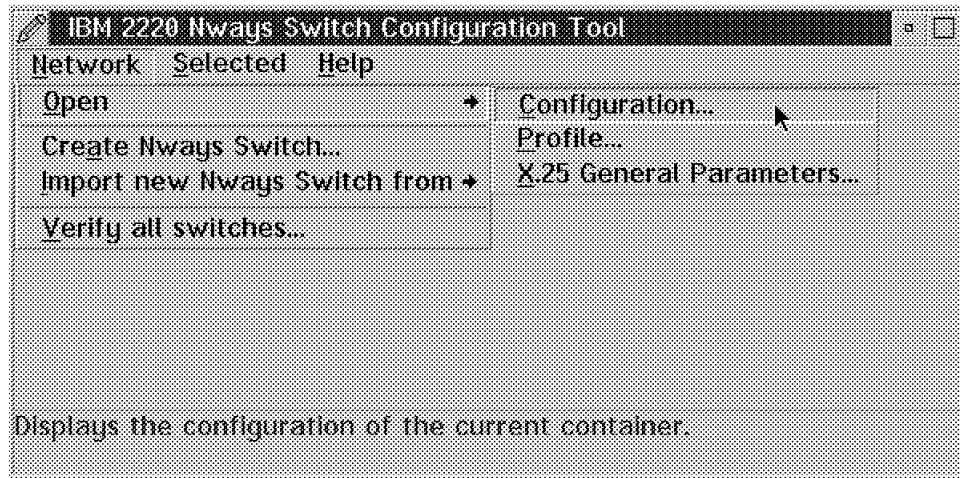 IBM 2220 Nways Switch Configuration Tool
Network Selected Help
Open
Create Nways Switch...
Import new Nways Switch from
Verify all switches...
Configuration...
Profile...
X.25 General Parameters...
Displays the configuration of the current container.